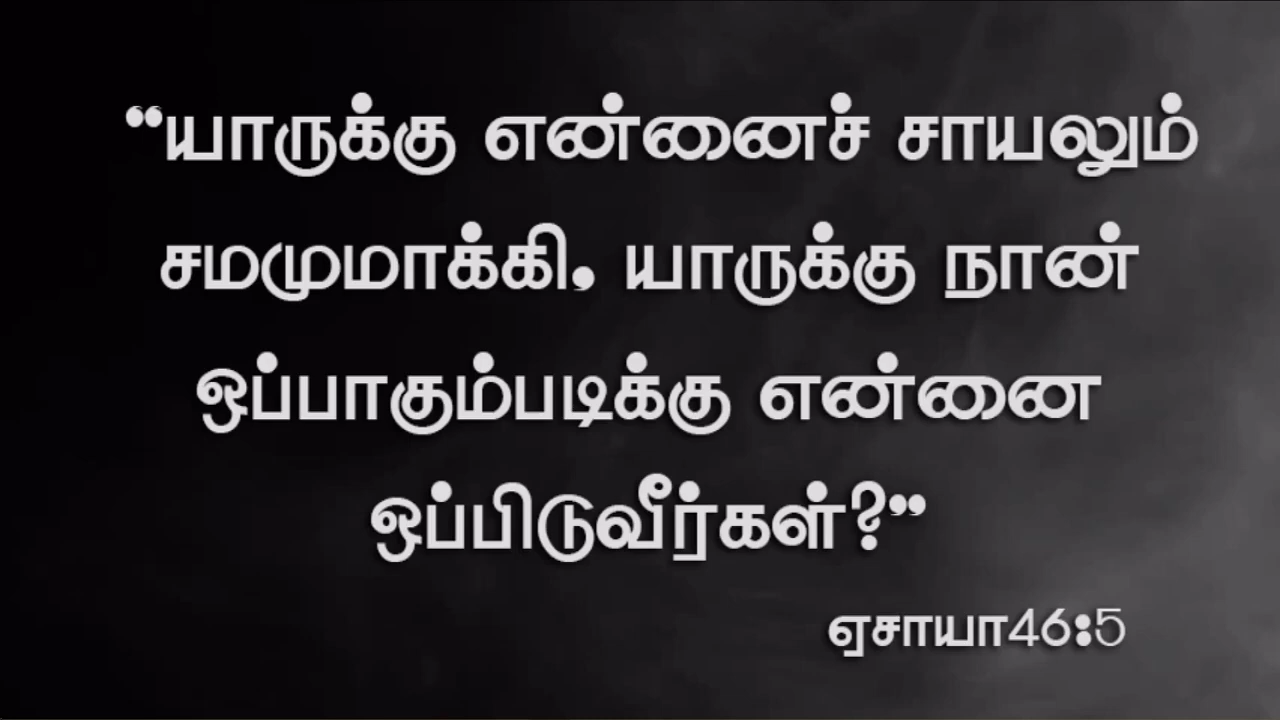 “யாருக்கு என்னைச் சாயலும்
சமமுமாக்கி, யாருக்கு நான்
ஒப்பாகும்படிக்கு என்னை
ஒப்பிடுவீர்கள்?”
ஏசாயா46:5